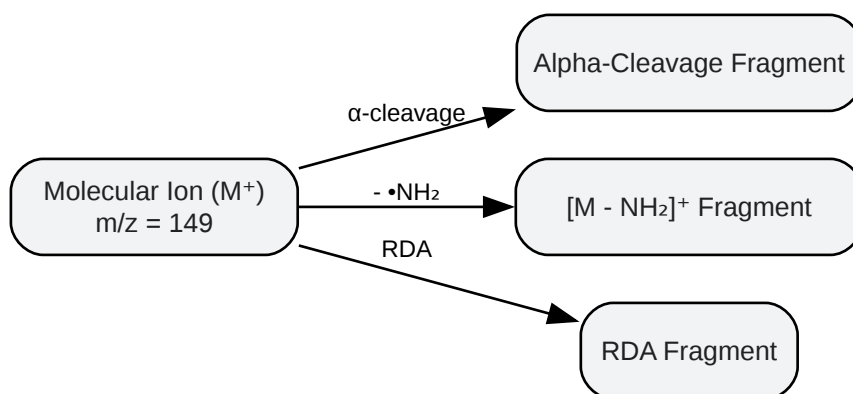 Alpha-Cleavage Fragment
α-cleavage
Molecular Ion (M⁺)
m/z = 149
- •NH₂
[M - NH₂]⁺ Fragment
RDA
RDA Fragment